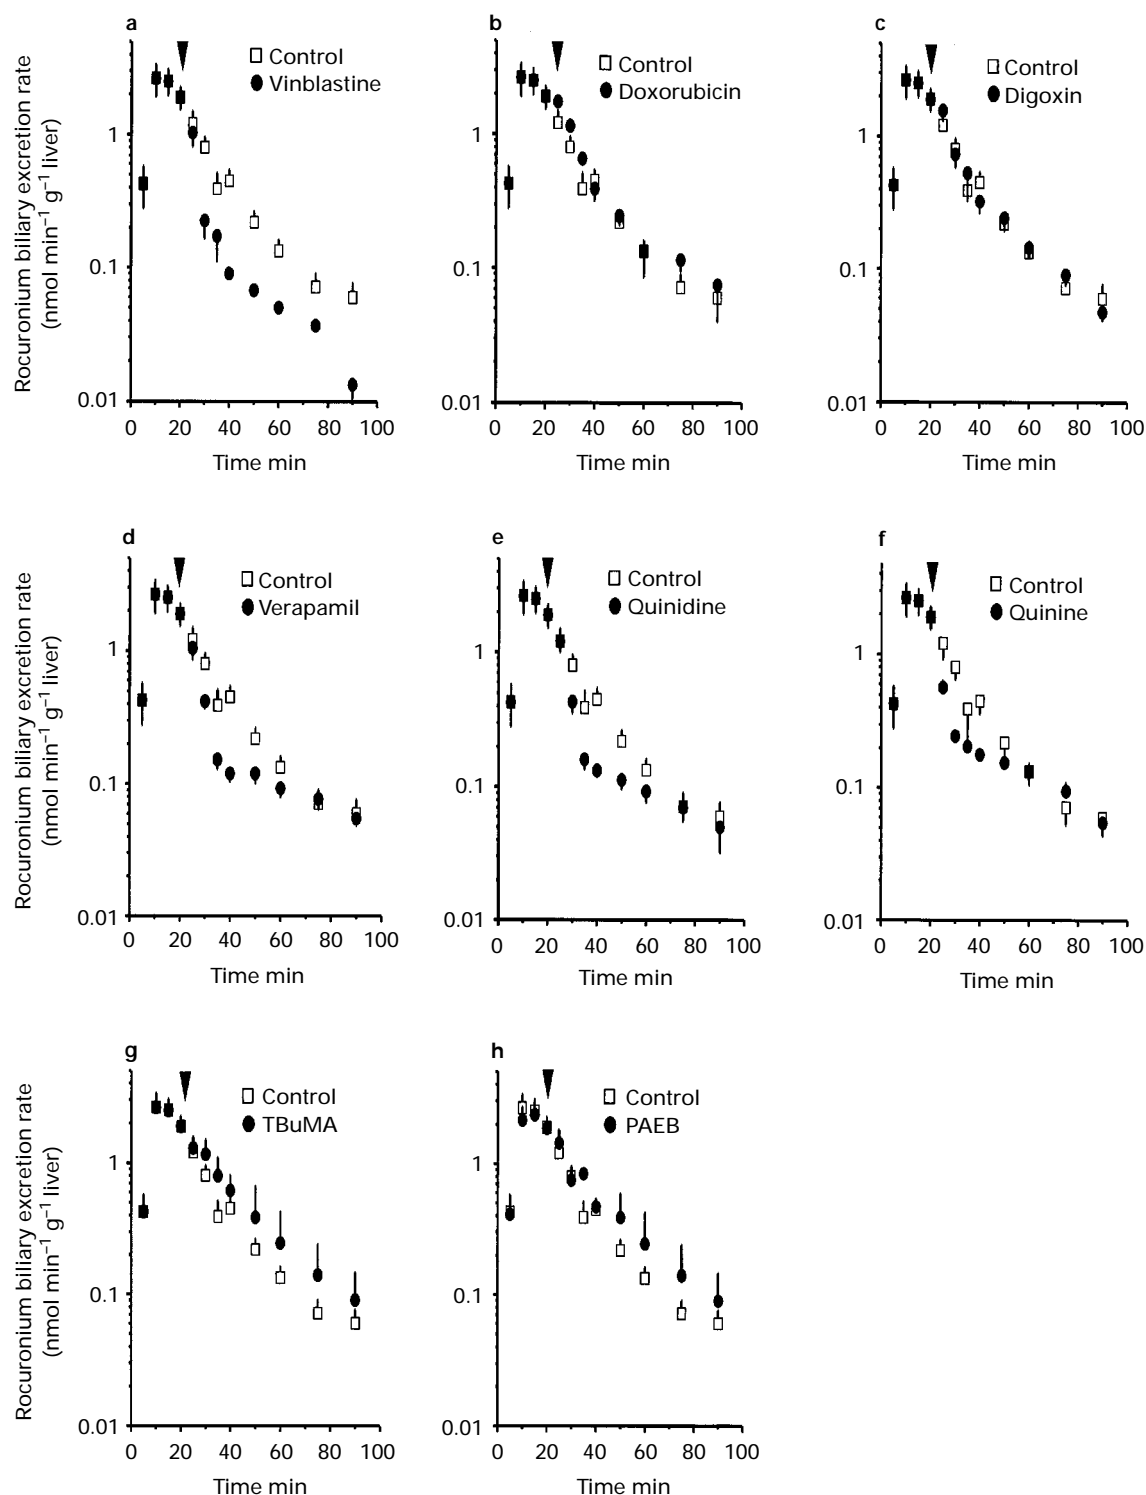 a
Control
Vinblastine
1
0.1
0.01
0 20 40 60 80 100
Time min
Rocuronium biliary excretion rate
(nmol min⁻¹ g⁻¹ liver)
b
Control
Doxorubicin
1
0.1
0.01
0 20 40 60 80 100
Time min
c
Control
Digoxin
1
0.1
0.01
0 20 40 60 80 100
Time min
d
Control
Verapamil
1
0.1
0.01
0 20 40 60 80 100
Time min
Rocuronium biliary excretion rate
(nmol min⁻¹ g⁻¹ liver)
e
Control
Quinidine
1
0.1
0.01
0 20 40 60 80 100
Time min
f
Control
Quinine
1
0.1
0.01
0 20 40 60 80 100
Time min
g
Control
TBuMA
1
0.1
0.01
0 20 40 60 80 100
Time min
Rocuronium biliary excretion rate
(nmol min⁻¹ g⁻¹ liver)
h
Control
PAEB
1
0.1
0.01
0 20 40 60 80 100
Time min